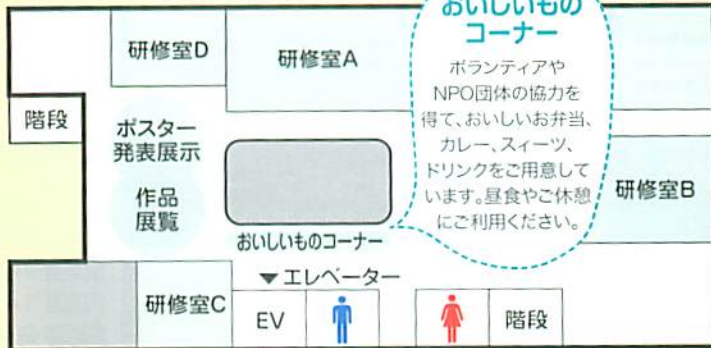 おいしいもの
コーナー
ボランティアや
NPO団体の協力を
得て、おいしいお弁当、
カレー、スィーツ、
ドリンクをご用意して
います。昼食やご休憩
にご利用ください。
研修室D
研修室A
階段
ポスター
発表展示
作品
展覧
研修室B
おいしいものコーナー
▼エレベーター
研修室C
EV
階段